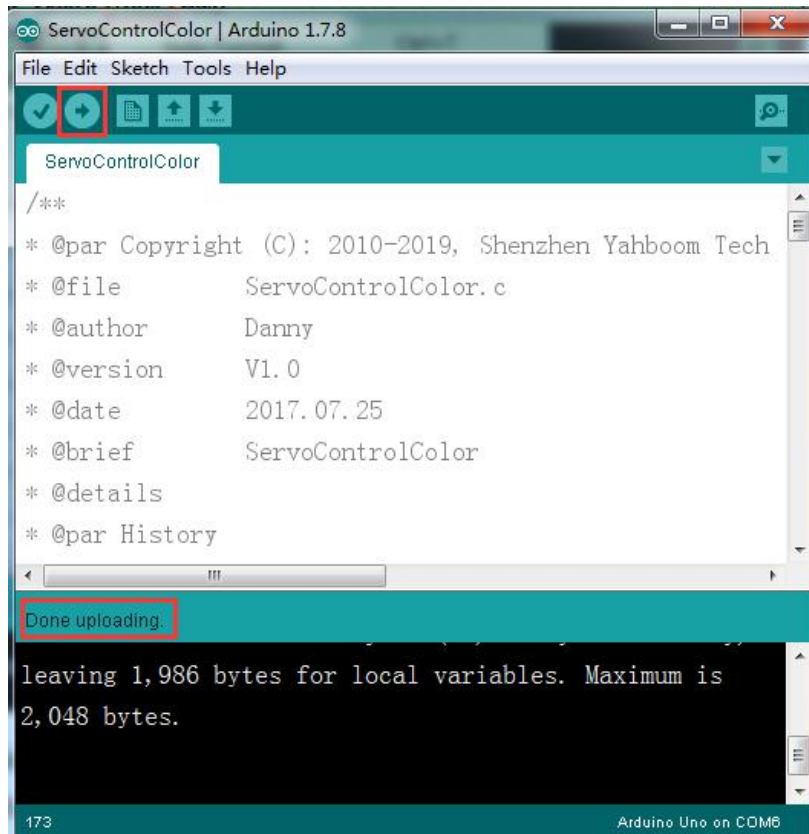 ServoControlColor | Arduino 1.7.8
File Edit Sketch Tools Help
ServoControlColor
/**
* @par Copyright (C): 2010-2019, Shenzhen Yahboom Tech
* @file ServoControlColor.c
* @author Danny
* @version V1.0
* @date 2017.07.25
* @brief ServoControlColor
* @details
* @par History
Done uploading.
leaving 1,986 bytes for local variables. Maximum is
2,048 bytes.
173 Arduino Uno on COM6